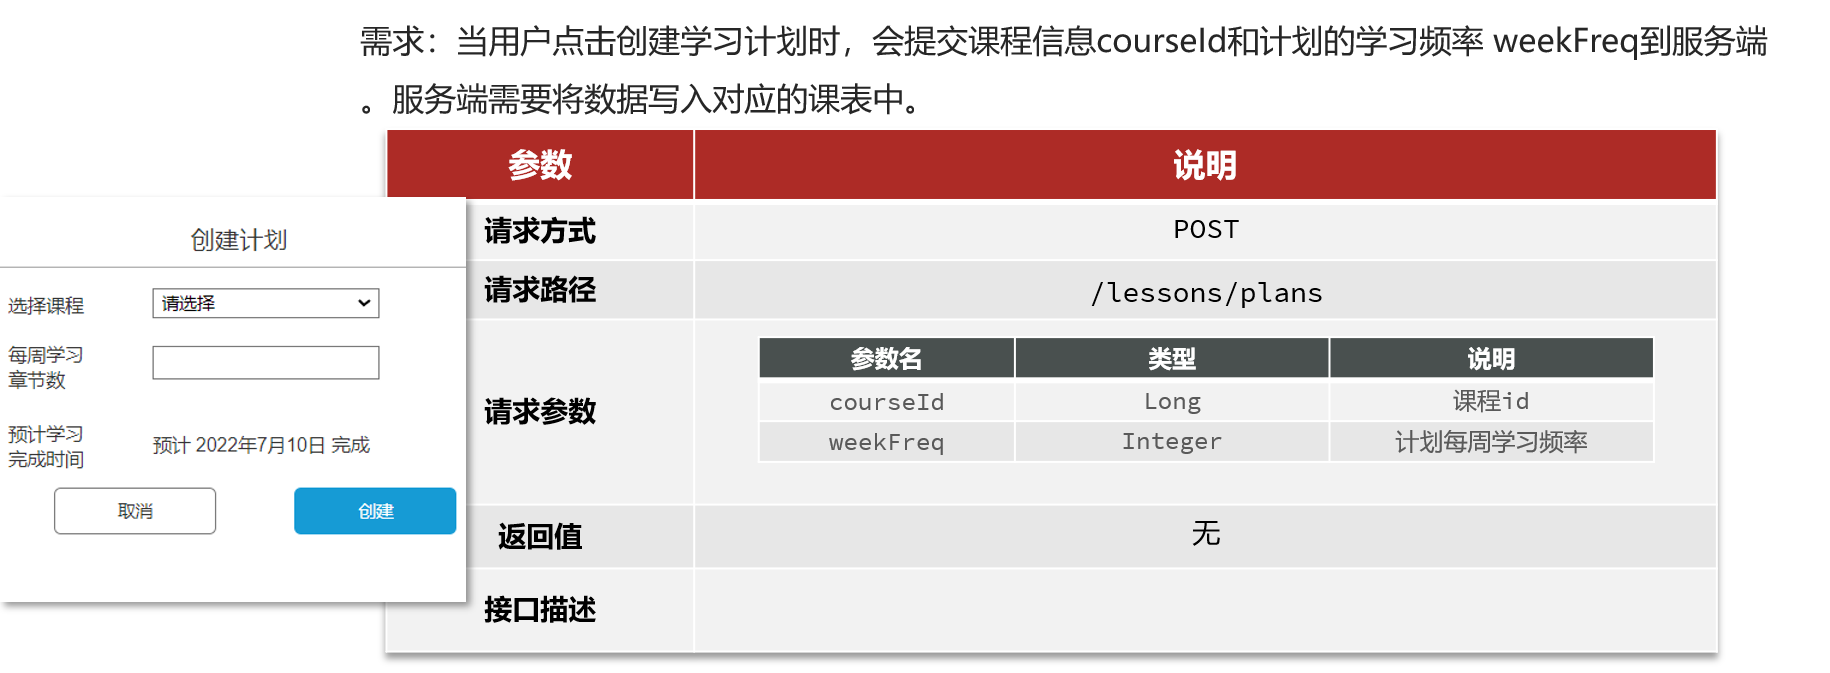 需求：当用户点击创建学习计划时，会提交课程信息courseId和计划的学习频率 weekFreq到服务端
。服务端需要将数据写入对应的课表中。
参数 说明
请求方式 POST
请求路径 /lessons/plans
请求参数
参数名 类型 说明
courseId Long 课程id
weekFreq Integer 计划每周学习频率
返回值 无
接口描述
创建计划
选择课程 请选择
每周学习
章节数
预计学习
完成时间
预计 2022年7月10日 完成
取消 创建